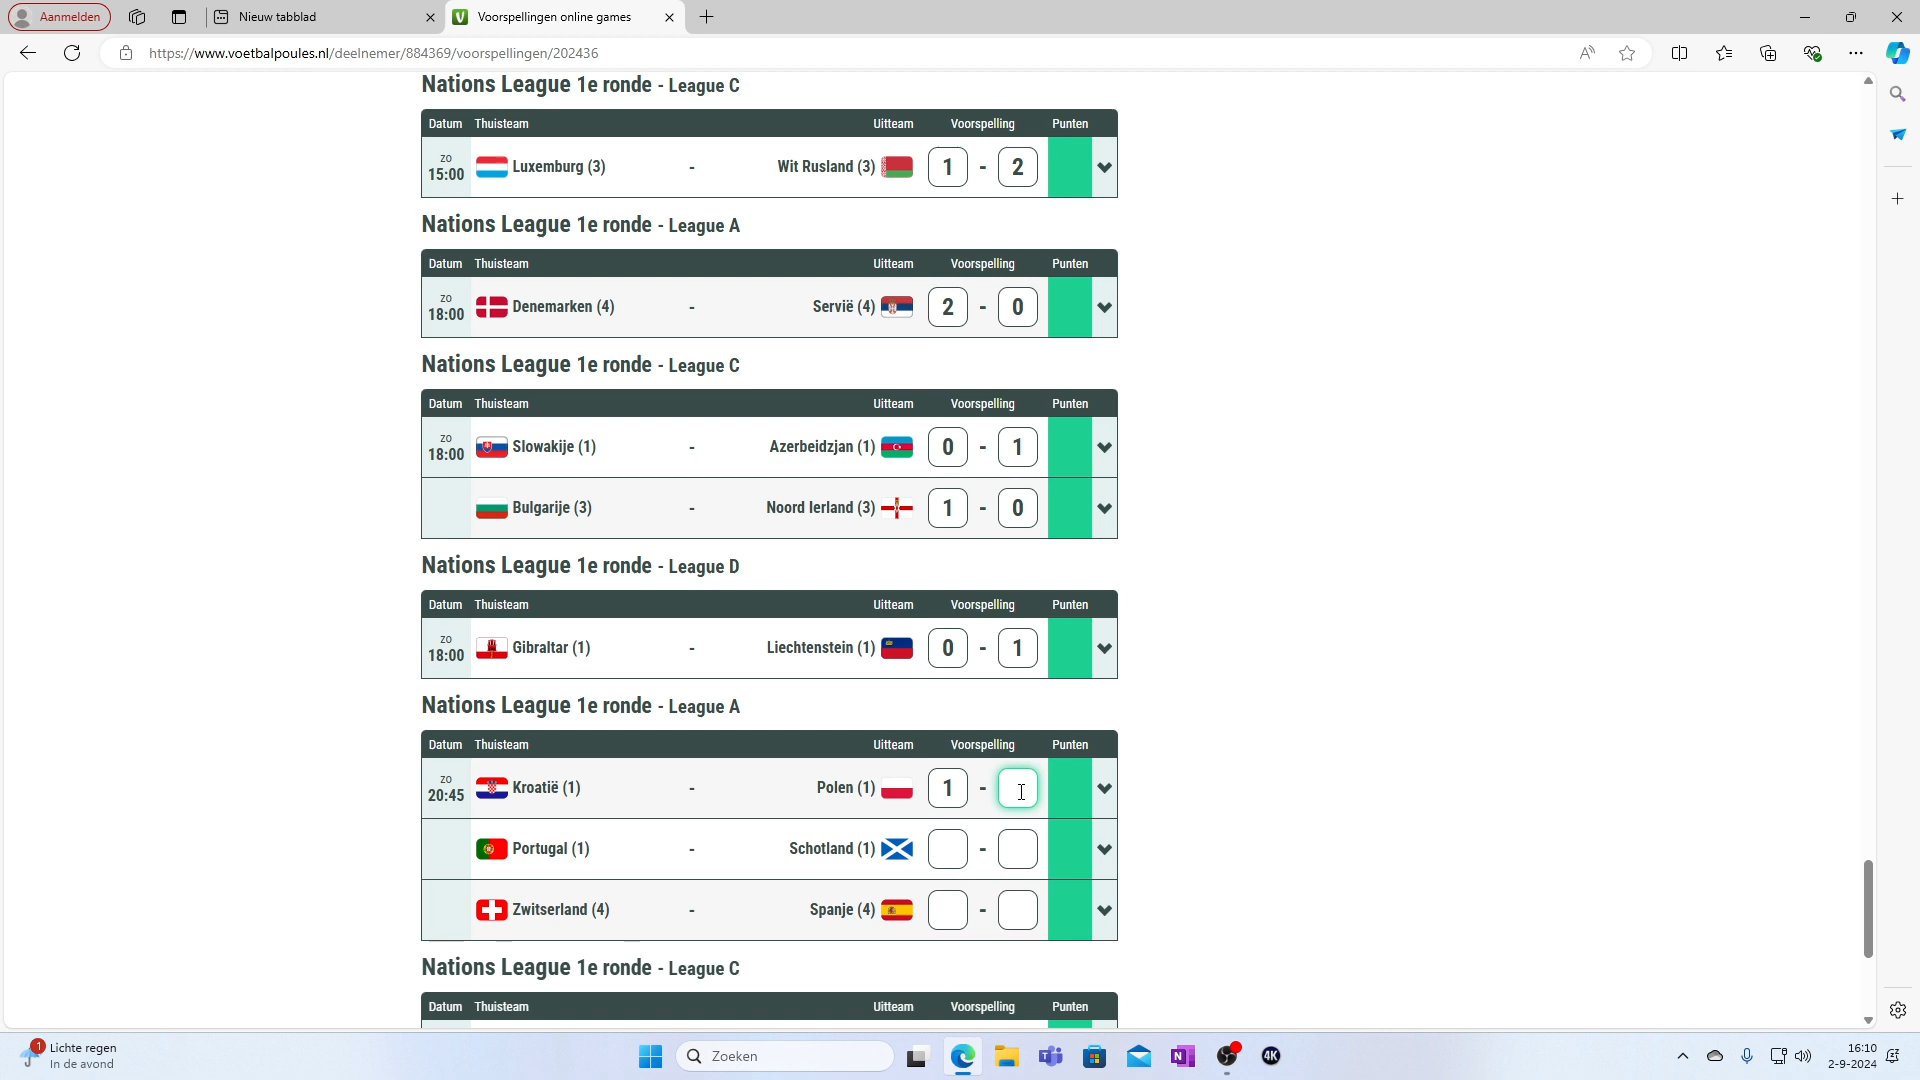 Aanmelden
Nieuw tabblad
Voorspellingen online games
https://www.voetbalpoules.nl/deelnemer/884369/voorspellingen/202436
Nations League 1e ronde - League C
Datum Thuisteam Uitteam Voorspelling Punten
zo 15:00 Luxemburg (3) - Wit Rusland (3) 1 - 2
Nations League 1e ronde - League A
Datum Thuisteam Uitteam Voorspelling Punten
zo 18:00 Denemarken (4) - Servië (4) 2 - 0
Nations League 1e ronde - League C
Datum Thuisteam Uitteam Voorspelling Punten
zo 18:00 Slowakije (1) - Azerbeidzjan (1) 0 - 1
Bulgarije (3) - Noord Ierland (3) 1 - 0
Nations League 1e ronde - League D
Datum Thuisteam Uitteam Voorspelling Punten
zo 18:00 Gibraltar (1) - Liechtenstein (1) 0 - 1
Nations League 1e ronde - League A
Datum Thuisteam Uitteam Voorspelling Punten
zo 20:45 Kroatië (1) - Polen (1) 1 -
Portugal (1) - Schotland (1) -
Zwitserland (4) - Spanje (4) -
Nations League 1e ronde - League C
Datum Thuisteam Uitteam Voorspelling Punten
1 Lichte regen
In de avond
Zoeken
4K
16:10
2-9-2024